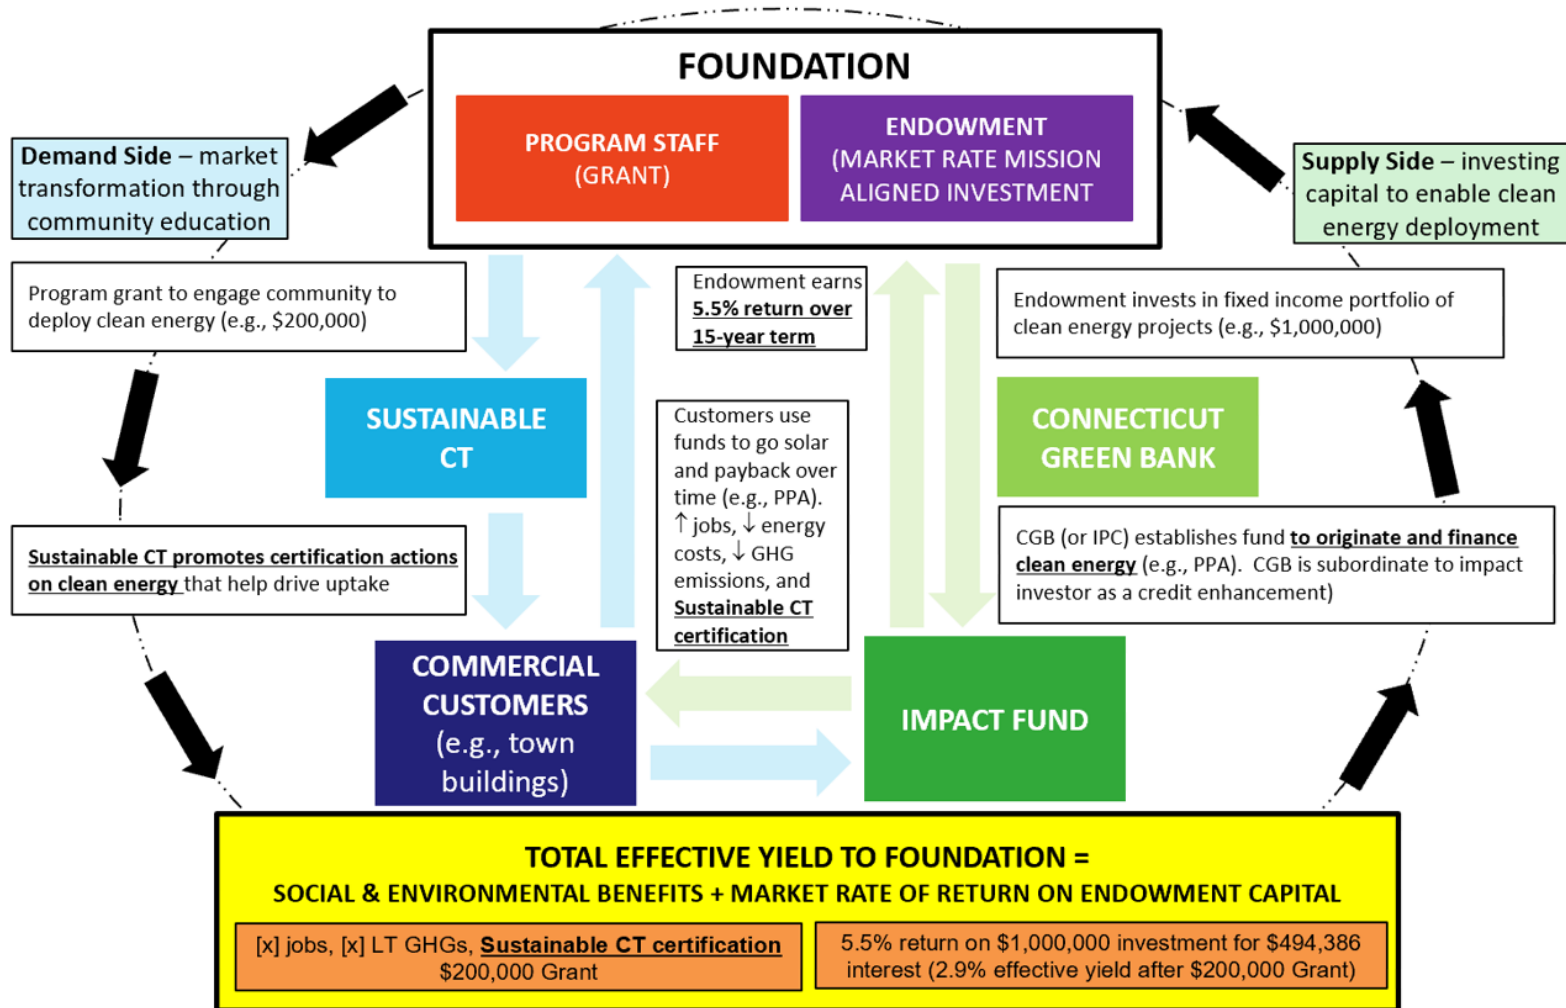 FOUNDATION
PROGRAM STAFF
(GRANT)
ENDOWMENT
(MARKET RATE MISSION
ALIGNED INVESTMENT
Demand Side – market
transformation through
community education
Supply Side – investing
capital to enable clean
energy deployment
Program grant to engage community to
deploy clean energy (e.g., $200,000)
Endowment earns
5.5% return over
15-year term
Endowment invests in fixed income portfolio of
clean energy projects (e.g., $1,000,000)
SUSTAINABLE
CT
Customers use
funds to go solar
and payback over
time (e.g., PPA).
↑ jobs, ↓ energy
costs, ↓ GHG
emissions, and
Sustainable CT
certification
CONNECTICUT
GREEN BANK
Sustainable CT promotes certification actions
on clean energy that help drive uptake
CGB (or IPC) establishes fund to originate and finance
clean energy (e.g., PPA). CGB is subordinate to impact
investor as a credit enhancement)
COMMERCIAL
CUSTOMERS
(e.g., town
buildings)
IMPACT FUND
TOTAL EFFECTIVE YIELD TO FOUNDATION =
SOCIAL & ENVIRONMENTAL BENEFITS + MARKET RATE OF RETURN ON ENDOWMENT CAPITAL
[x] jobs, [x] LT GHGs, Sustainable CT certification
$200,000 Grant
5.5% return on $1,000,000 investment for $494,386
interest (2.9% effective yield after $200,000 Grant)